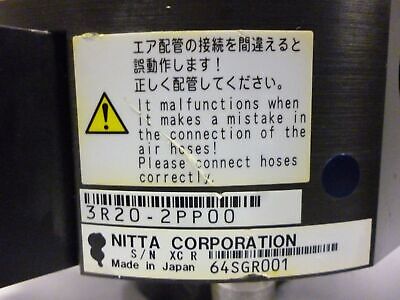 エア配管の接続を間違えると
誤動作します!
正しく配管してください。
It malfunctions when
it makes a mistake in
the connection of the
air hoses!
Please connect hoses
correctly.
3R20-2PP00
NITTA CORPORATION
S/N XC R
Made in Japan 64SGR001